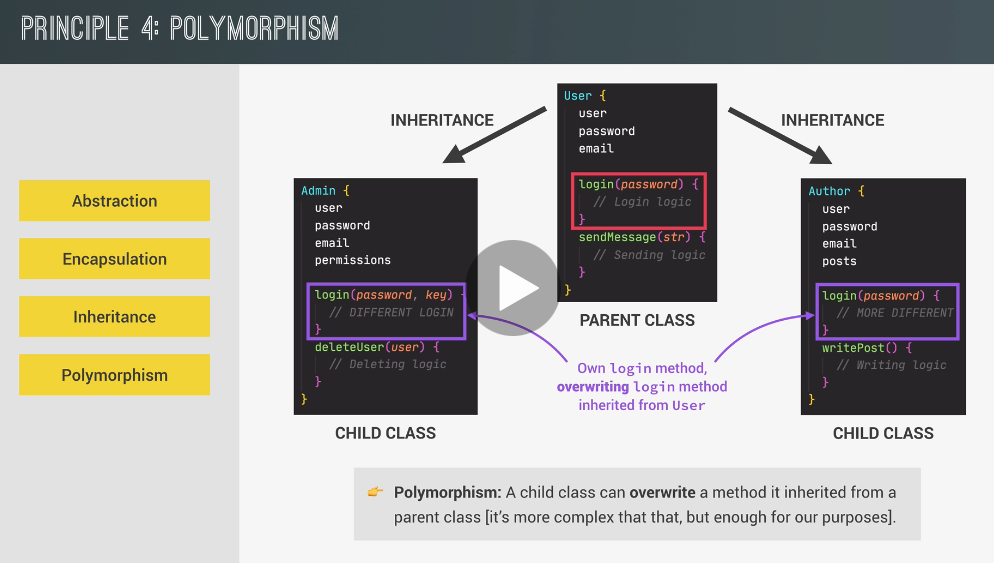 PRINCIPLE 4: POLYMORPHISM
Abstraction
Encapsulation
Inheritance
Polymorphism
INHERITANCE
INHERITANCE
User {
user
password
email
login(password) {
// Login logic
}
sendMessage(str) {
// Sending logic
}
}
PARENT CLASS
Admin {
user
password
email
permissions
login(password, key) {
// DIFFERENT LOGIN
}
deleteUser(user) {
// Deleting logic
}
}
CHILD CLASS
Author {
user
password
email
posts
login(password) {
// MORE DIFFERENT
}
writePost() {
// Writing logic
}
}
CHILD CLASS
Own login method,
overwriting login method
inherited from User
👉 Polymorphism: A child class can overwrite a method it inherited from a
parent class [it's more complex that that, but enough for our purposes].